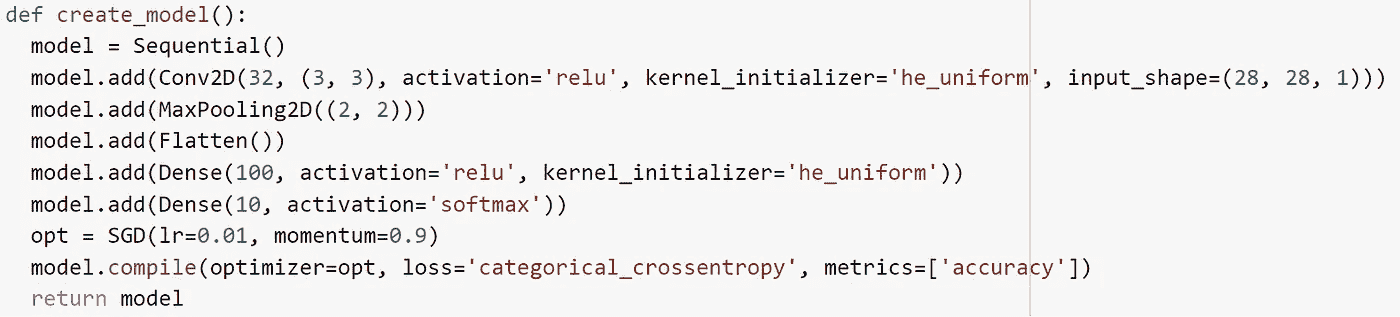 def create_model():
  model = Sequential()
  model.add(Conv2D(32, (3, 3), activation='relu', kernel_initializer='he_uniform', input_shape=(28, 28, 1)))
  model.add(MaxPooling2D((2, 2)))
  model.add(Flatten())
  model.add(Dense(100, activation='relu', kernel_initializer='he_uniform'))
  model.add(Dense(10, activation='softmax'))
  opt = SGD(lr=0.01, momentum=0.9)
  model.compile(optimizer=opt, loss='categorical_crossentropy', metrics=['accuracy'])
  return model